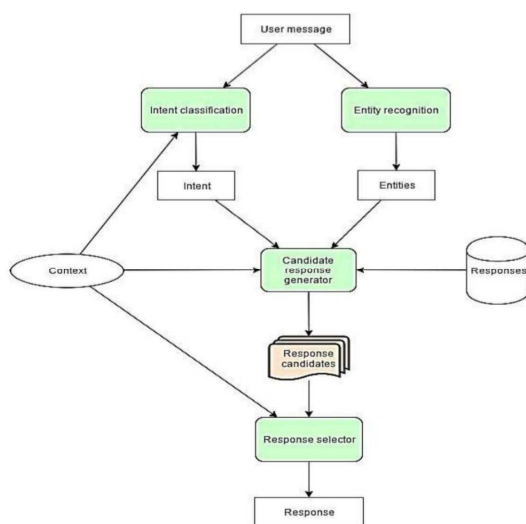 User message
Intent classification
Entity recognition
Intent
Entities
Context
Candidate
response
generator
Responses
Response
candidates
Response selector
Response